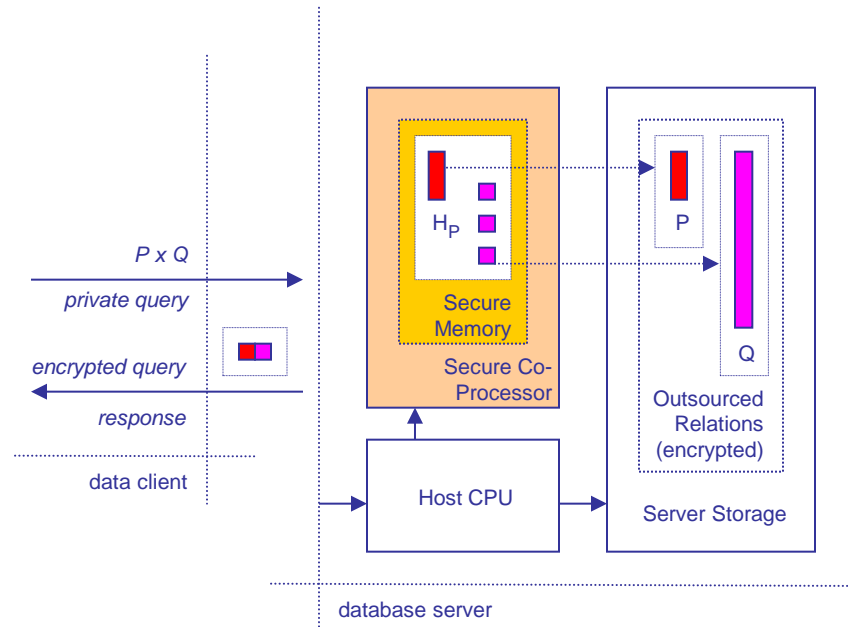 P x Q
private query
encrypted query
response
data client
H_P
Secure
Memory
Secure Co-
Processor
Host CPU
P
Q
Outsourced
Relations
(encrypted)
Server Storage
database server